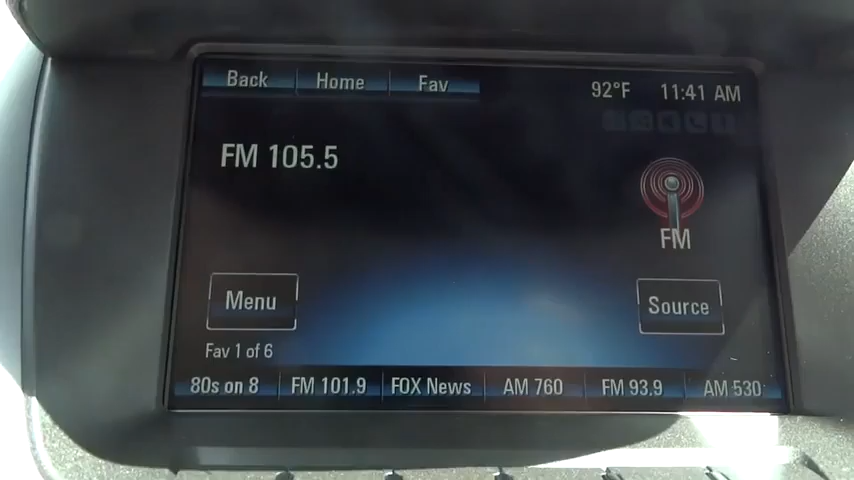 Back Home Fav 92°F 11:41 AM
FM 105.5
FM
Menu Source
Fav 1 of 6
80s on 8 FM 101.9 FOX News AM 760 FM 93.9 AM 530